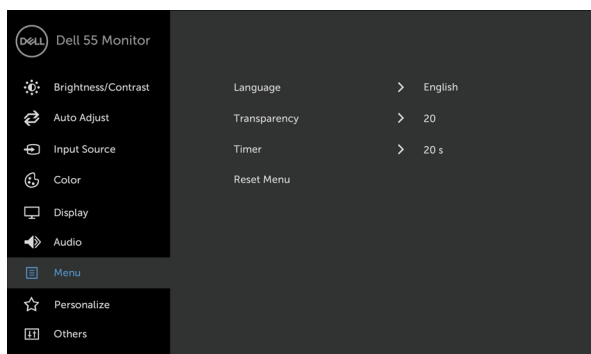 DELL
Dell 55 Monitor
Brightness/Contrast
Auto Adjust
Input Source
Color
Display
Audio
Menu
Personalize
Others
Language > English
Transparency > 20
Timer > 20 s
Reset Menu